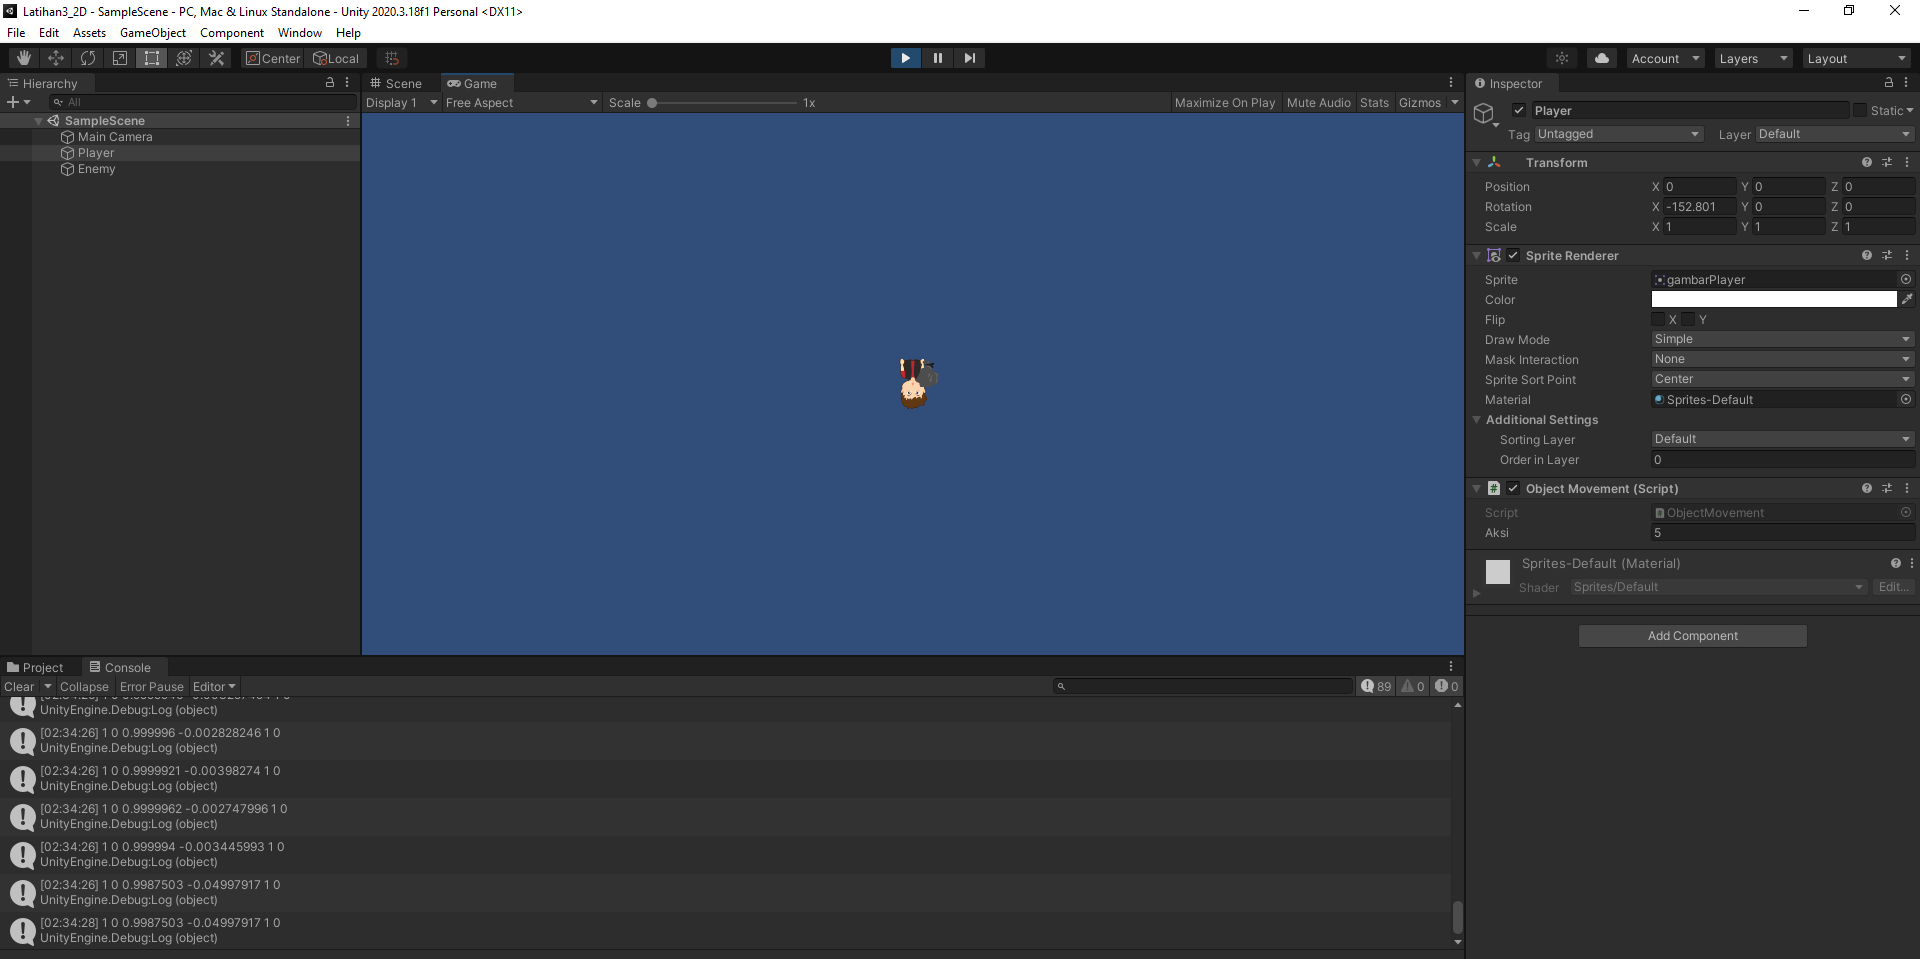 Latihan3_2D - SampleScene - PC, Mac & Linux Standalone - Unity 2020.3.18f1 Personal <DX11>
File Edit Assets GameObject Component Window Help
Center Local
Account Layers Layout
Hierarchy
All
SampleScene
Main Camera
Player
Enemy
Scene Game
Display 1 Free Aspect Scale 1x Maximize On Play Mute Audio Stats Gizmos
Inspector
Player Static
Tag Untagged Layer Default
Transform
Position X 0 Y 0 Z 0
Rotation X -152.801 Y 0 Z 0
Scale X 1 Y 1 Z 1
Sprite Renderer
Sprite gambarPlayer
Color
Flip X Y
Draw Mode Simple
Mask Interaction None
Sprite Sort Point Center
Material Sprites-Default
Additional Settings
Sorting Layer Default
Order in Layer 0
Object Movement (Script)
Script ObjectMovement
Aksi 5
Sprites-Default (Material)
Shader Sprites/Default Edit...
Add Component
Project Console
Clear Collapse Error Pause Editor 89 0 0
UnityEngine.Debug:Log (object)
[02:34:26] 1 0 0.999996 -0.002828246 1 0
UnityEngine.Debug:Log (object)
[02:34:26] 1 0 0.9999921 -0.00398274 1 0
UnityEngine.Debug:Log (object)
[02:34:26] 1 0 0.9999962 -0.002747996 1 0
UnityEngine.Debug:Log (object)
[02:34:26] 1 0 0.999994 -0.003445993 1 0
UnityEngine.Debug:Log (object)
[02:34:26] 1 0 0.9987503 -0.04997917 1 0
UnityEngine.Debug:Log (object)
[02:34:28] 1 0 0.9987503 -0.04997917 1 0
UnityEngine.Debug:Log (object)